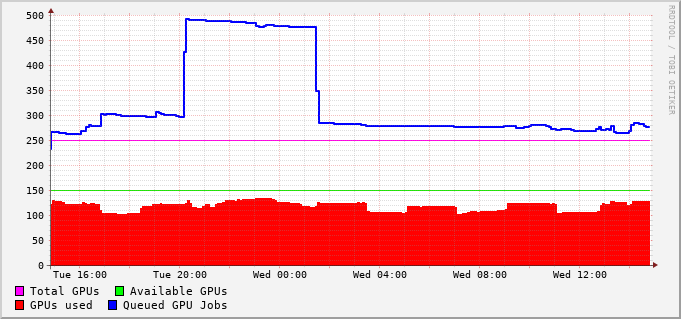 500
450
400
350
300
250
200
150
100
50
0
Tue 16:00 Tue 20:00 Wed 00:00 Wed 04:00 Wed 08:00 Wed 12:00
Total GPUs Available GPUs
GPUs used Queued GPU Jobs
RRDTOOL / TOBI OETIKER